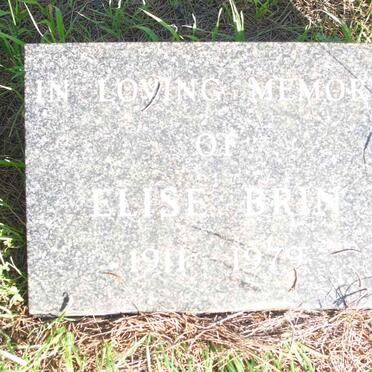 IN LOVING MEMOR
OF
ELISE BRIN
1911 1979